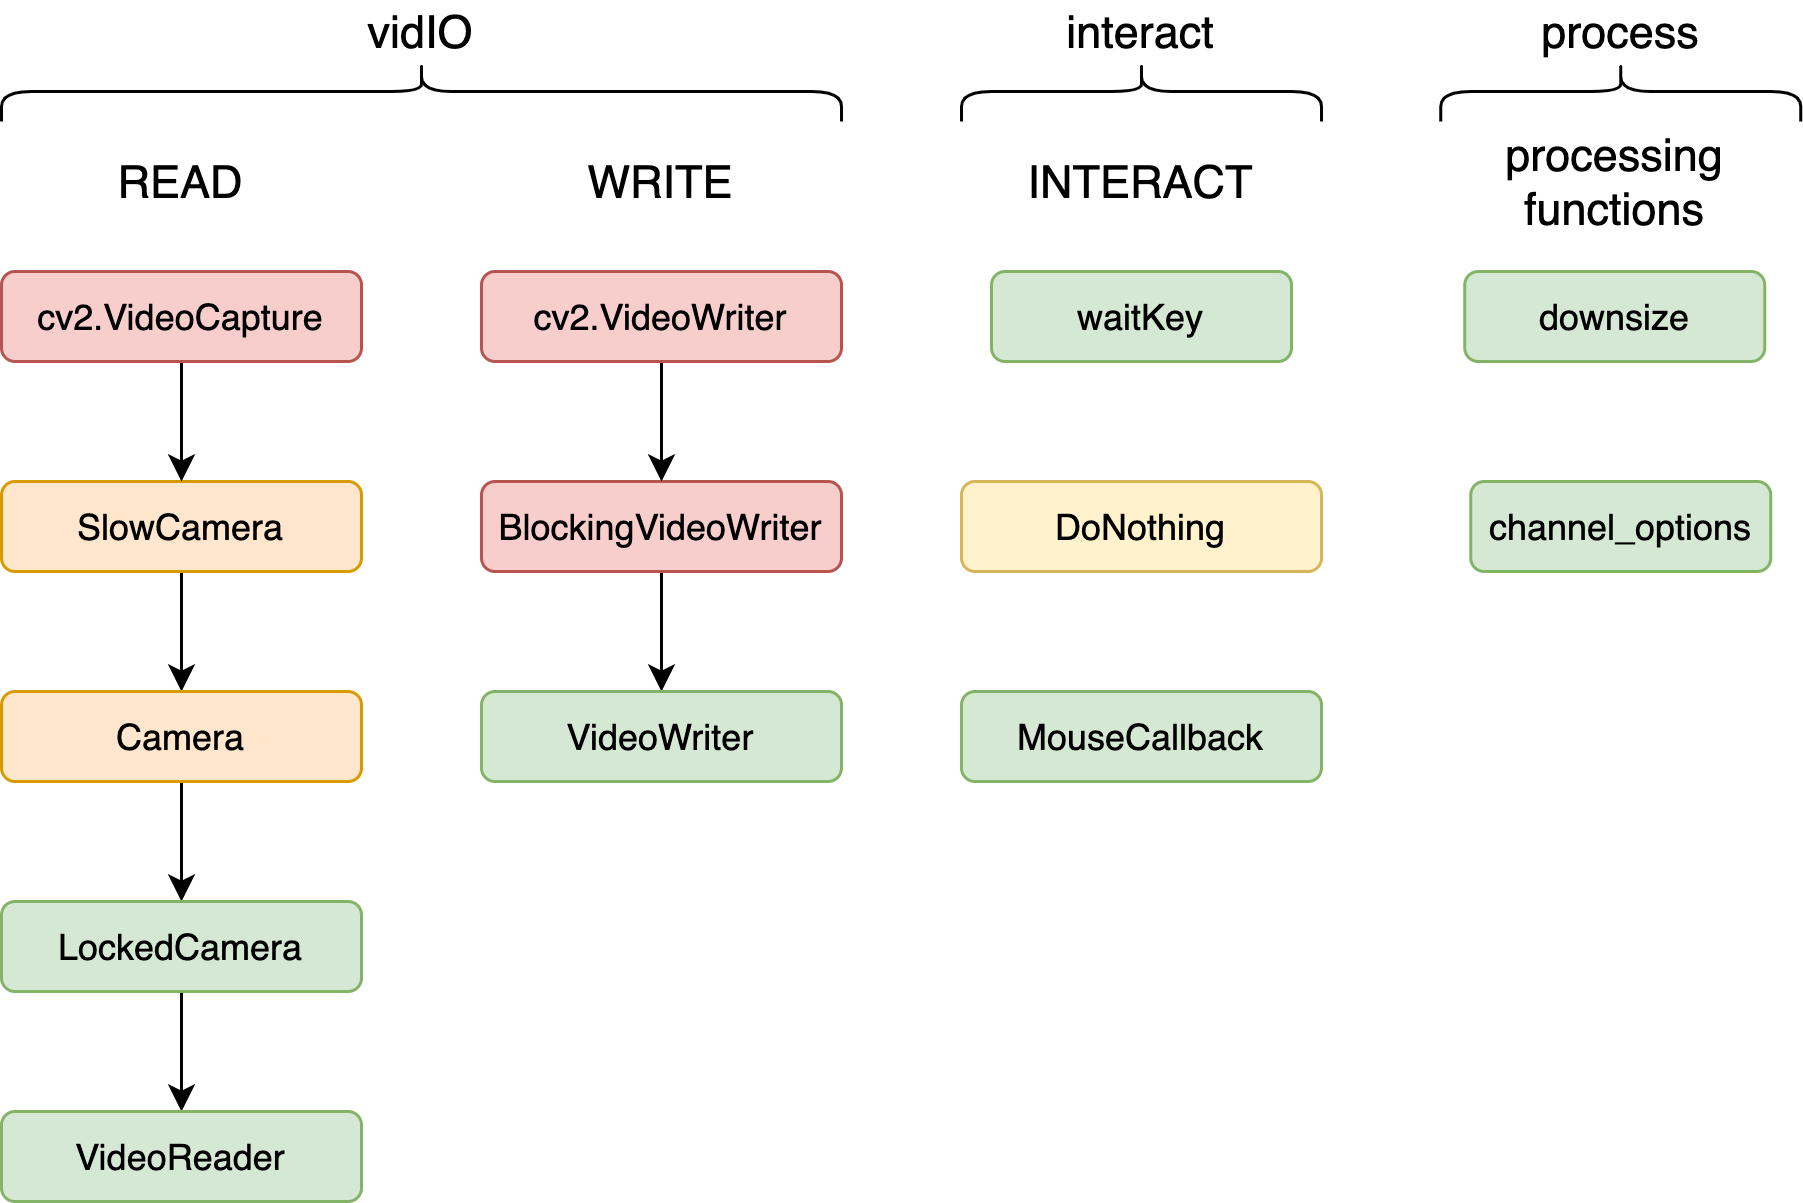 vidIO
interact
process
READ
WRITE
INTERACT
processing
functions
cv2.VideoCapture
cv2.VideoWriter
waitKey
downsize
SlowCamera
BlockingVideoWriter
DoNothing
channel_options
Camera
VideoWriter
MouseCallback
LockedCamera
VideoReader